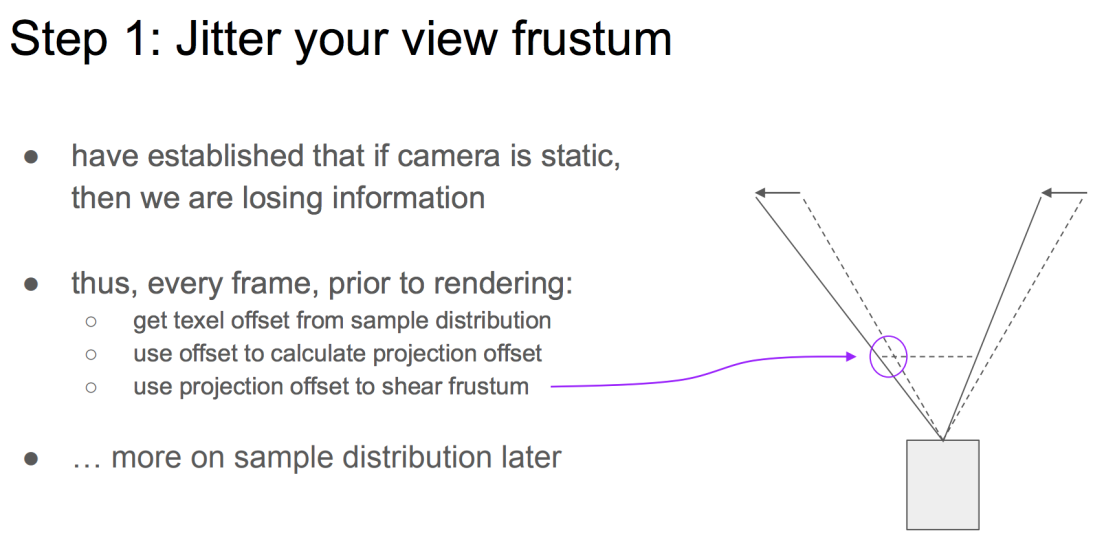 Step 1: Jitter your view frustum
● have established that if camera is static,
then we are losing information
● thus, every frame, prior to rendering:
○ get texel offset from sample distribution
○ use offset to calculate projection offset
○ use projection offset to shear frustum
● … more on sample distribution later